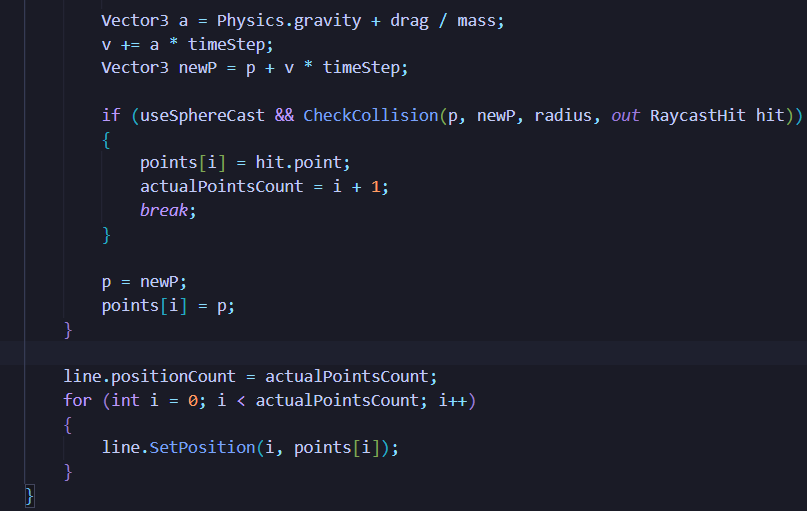 Vector3 a = Physics.gravity + drag / mass;
v += a * timeStep;
Vector3 newP = p + v * timeStep;
if (useSphereCast && CheckCollision(p, newP, radius, out RaycastHit hit))
{
points[i] = hit.point;
actualPointsCount = i + 1;
break;
}
p = newP;
points[i] = p;
}
line.positionCount = actualPointsCount;
for (int i = 0; i < actualPointsCount; i++)
{
line.SetPosition(i, points[i]);
}
}